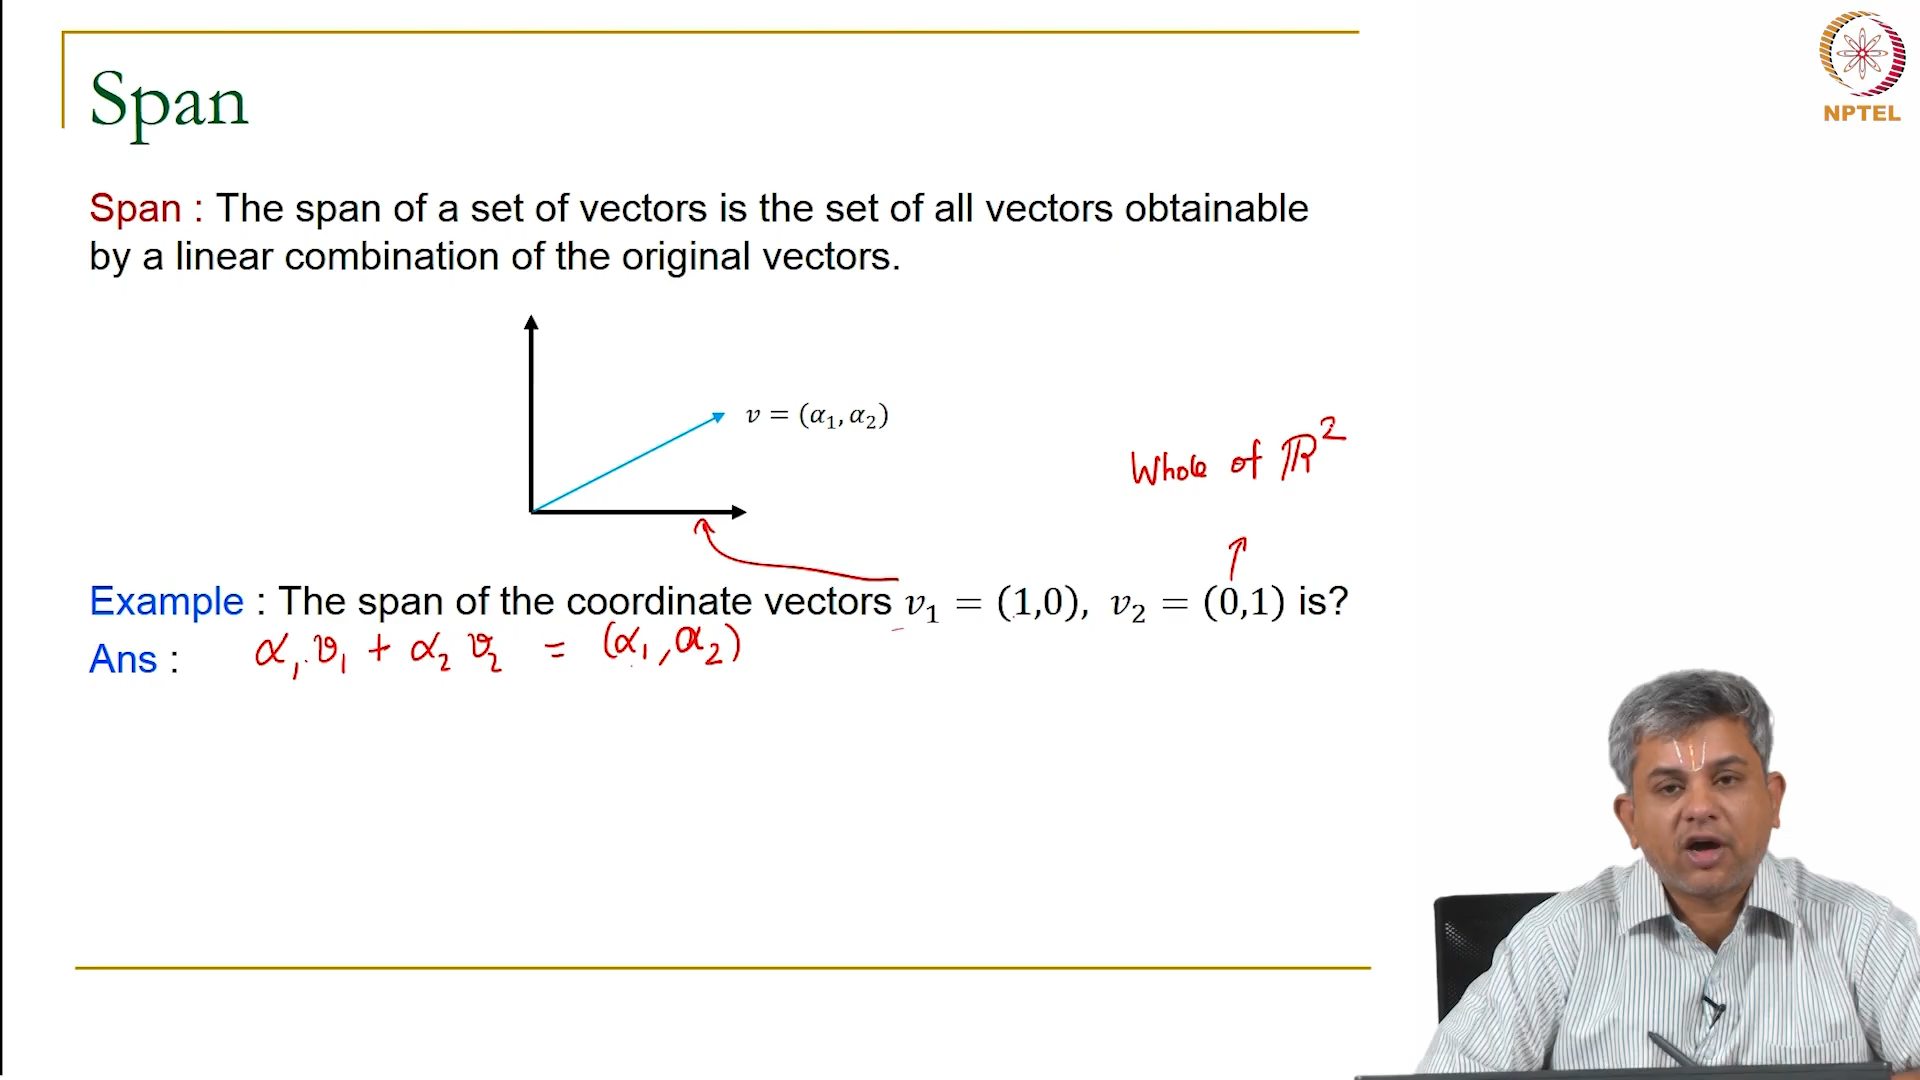 Span
NPTEL
Span : The span of a set of vectors is the set of all vectors obtainable
by a linear combination of the original vectors.
v = (α₁, α₂)
Whole of ℝ²
Example : The span of the coordinate vectors v₁ = (1,0), v₂ = (0,1) is?
Ans : α₁ v₁ + α₂ v₂ = (α₁, α₂)